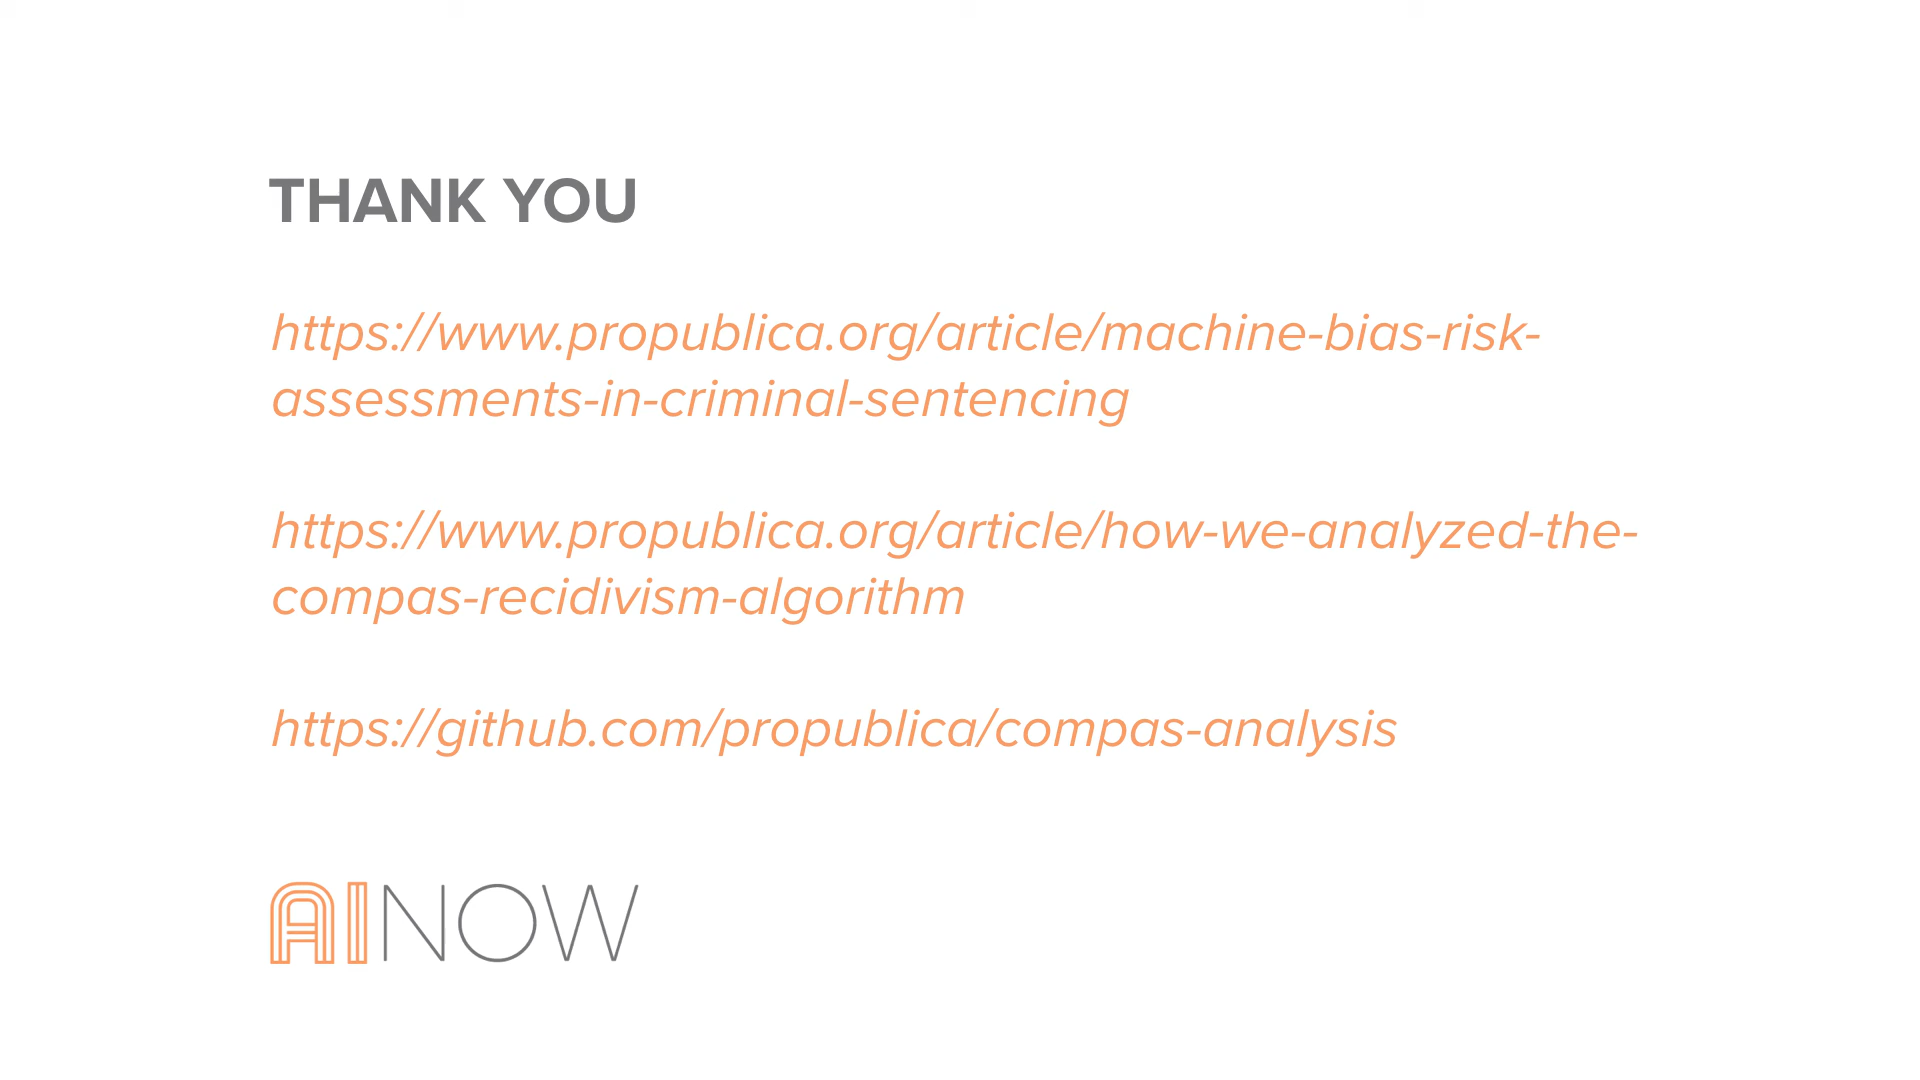 THANK YOU
https://www.propublica.org/article/machine-bias-risk-
assessments-in-criminal-sentencing
https://www.propublica.org/article/how-we-analyzed-the-
compas-recidivism-algorithm
https://github.com/propublica/compas-analysis
AINOW